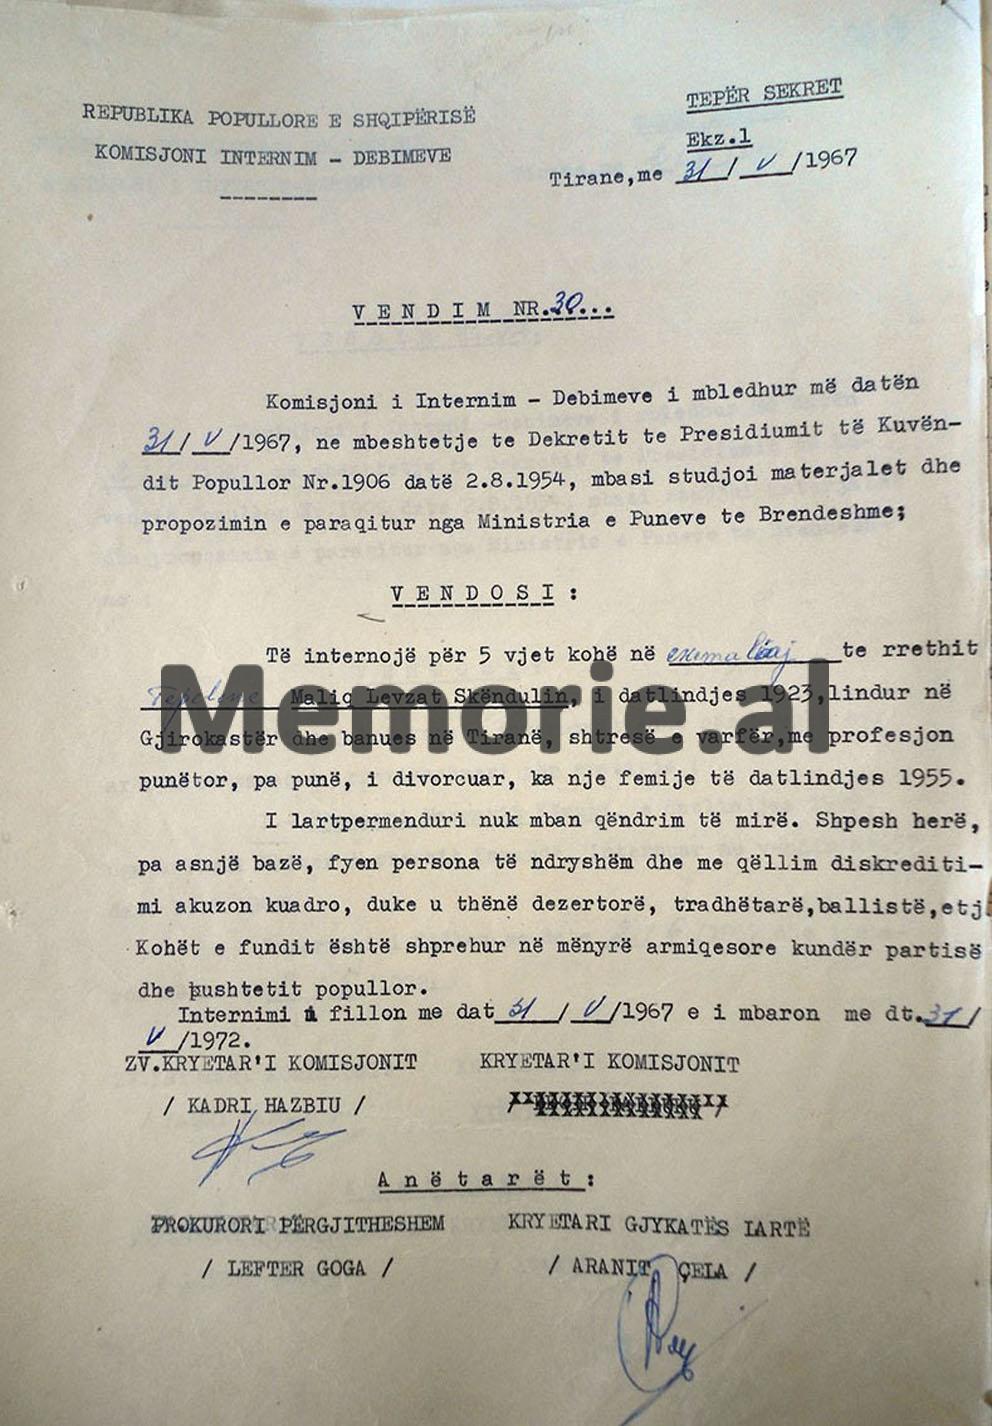 REPUBLIKA POPULLORE E SHQIPËRISË
KOMISJONI INTERNIM - DEBIMEVE
TEPËR SEKRET
Ekz.1
Tirane,me 31/ V /1967
VENDIM NR.30...
Komisjoni i Internim - Debimeve i mbledhur më datën
31/ V /1967, ne mbeshtetje te Dekretit te Presidiumit të Kuvën-
dit Popullor Nr.1906 datë 2.8.1954, mbasi studjoi materjalet dhe
propozimin e paraqitur nga Ministria e Puneve te Brendeshme;
VENDOSI :
Të internojë për 5 vjet kohë në te rrethit
Tepelene Maliq Levzat Skëndulin, i datlindjes 1923,lindur në
Gjirokastër dhe banues në Tiranë, shtresë e varfër,me profesjon
punëtor, pa punë, i divorcuar, ka nje femije të datlindjes 1955.
I lartpermenduri nuk mban qëndrim të mirë. Shpesh herë,
pa asnjë bazë, fyen persona të ndryshëm dhe me qëllim diskrediti-
mi akuzon kuadro, duke u thënë dezertorë, tradhëtarë,ballistë,etj.
Kohët e fundit është shprehur në mënyrë armiqesore kundër partisë
dhe pushtetit popullor.
Internimi i fillon me dat 31 / V /1967 e i mbaron me dt.31/
V /1972.
ZV.KRYETAR'I KOMISJONIT
KRYETAR'I KOMISJONIT
/ KADRI HAZBIU /
Anëtarët:
PROKURORI PËRGJITHESHEM
KRYETARI GJYKATËS IARTË
/ LEFTER GOGA /
/ ARANIT ÇELA /
Memorie.al